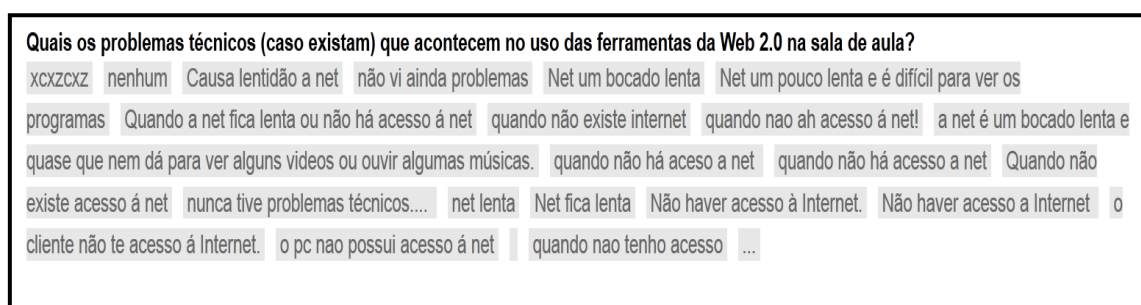 Quais os problemas técnicos (caso existam) que acontecem no uso das ferramentas da Web 2.0 na sala de aula?
xcxzcxz nenhum Causa lentidão a net não vi ainda problemas Net um bocado lenta Net um pouco lenta e é difícil para ver os
programas Quando a net fica lenta ou não há acesso á net quando não existe internet quando nao ah acesso á net! a net é um bocado lenta e
quase que nem dá para ver alguns videos ou ouvir algumas músicas. quando não há aceso a net quando não há acesso a net Quando não
existe acesso á net nunca tive problemas técnicos.... net lenta Net fica lenta Não haver acesso à Internet. Não haver acesso a Internet o
cliente não te acesso á Internet. o pc nao possui acesso á net quando nao tenho acesso ...